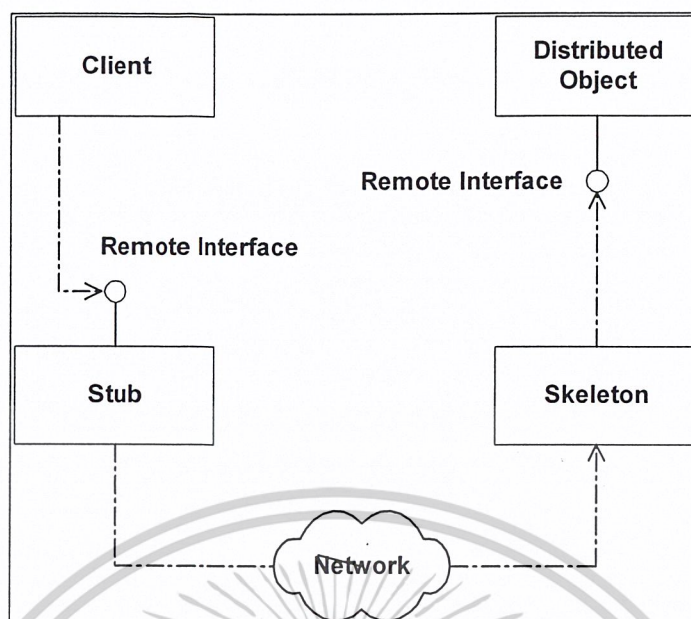 Client
Distributed
Object
Remote Interface
Remote Interface
Stub
Skeleton
Network